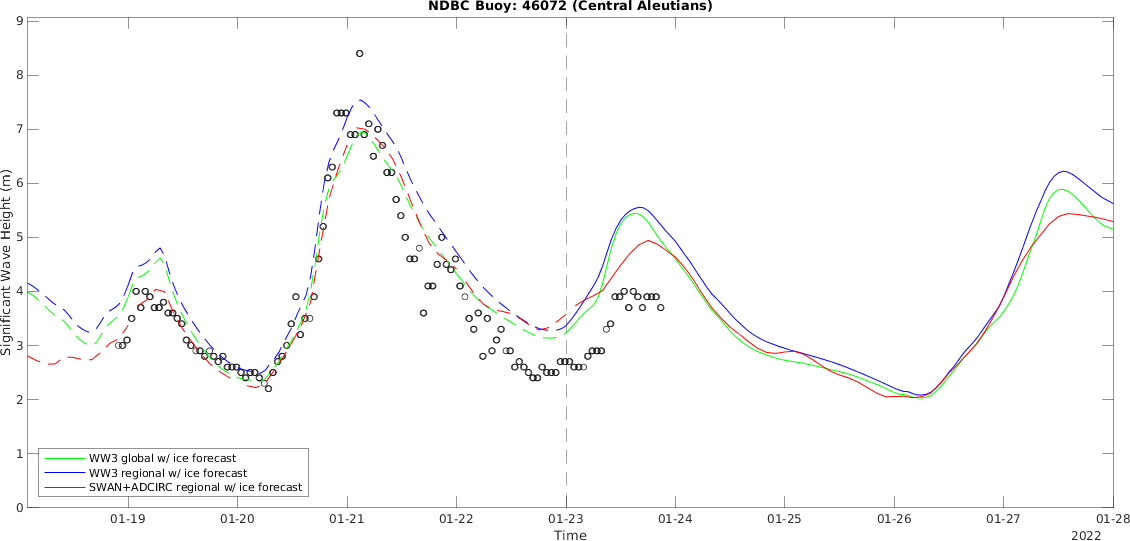 NDBC Buoy: 46072 (Central Aleutians)
9
8
7
6
5
4
3
2
1
0
Significant Wave Height (m)
WW3 global w/ ice forecast
WW3 regional w/ ice forecast
SWAN+ADCIRC regional w/ ice forecast
01-19 01-20 01-21 01-22 01-23 01-24 01-25 01-26 01-27 01-28
Time
2022